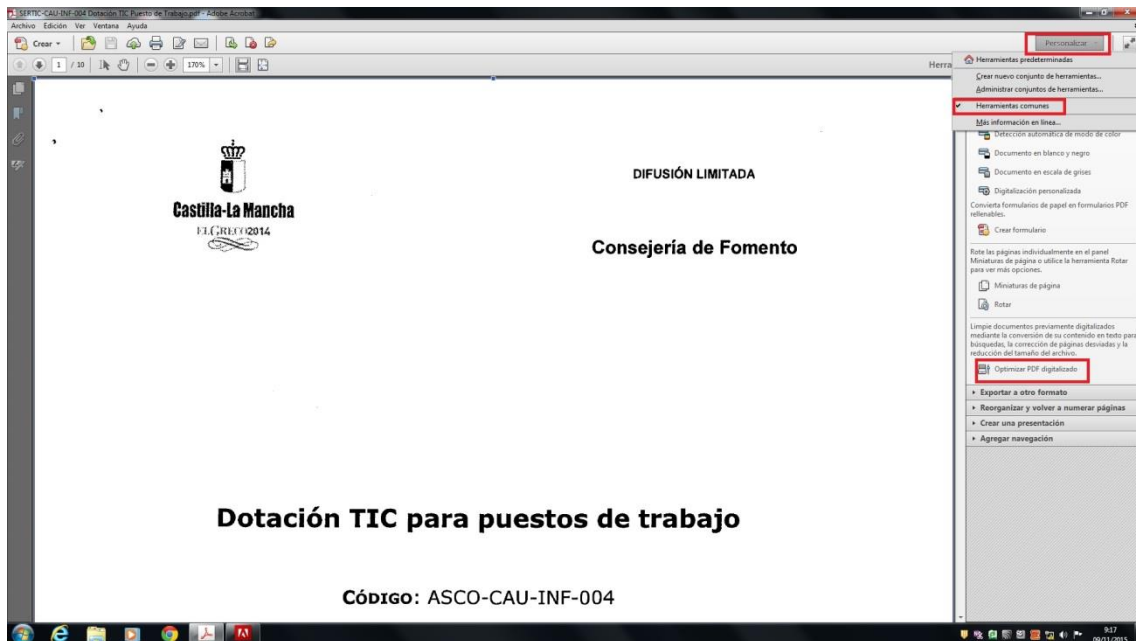 SERTIC-CAU-INF-004 Dotación TIC Puesto de Trabajo.pdf - Adobe Acrobat
Archivo Edición Ver Ventana Ayuda
Crear
Personalizar
1 / 10 170%
Herra
Herramientas predeterminadas
Crear nuevo conjunto de herramientas...
Administrar conjuntos de herramientas...
Herramientas comunes
Más información en línea...
Detección automática de modo de color
Documento en blanco y negro
Documento en escala de grises
Digitalización personalizada
Convierta formularios de papel en formularios PDF
rellenables.
Crear formulario
Rote las páginas individualmente en el panel
Miniaturas de página o utilice la herramienta Rotar
para ver más opciones.
Miniaturas de página
Rotar
Limpie documentos previamente digitalizados
mediante la conversión de su contenido en texto para
búsquedas, la corrección de páginas desviadas y la
reducción del tamaño del archivo.
Optimizar PDF digitalizado
Exportar a otro formato
Reorganizar y volver a numerar páginas
Crear una presentación
Agregar navegación
Castilla-La Mancha
EL GRECO 2014
DIFUSIÓN LIMITADA
Consejería de Fomento
Dotación TIC para puestos de trabajo
CÓDIGO: ASCO-CAU-INF-004
9:17
09/11/2015